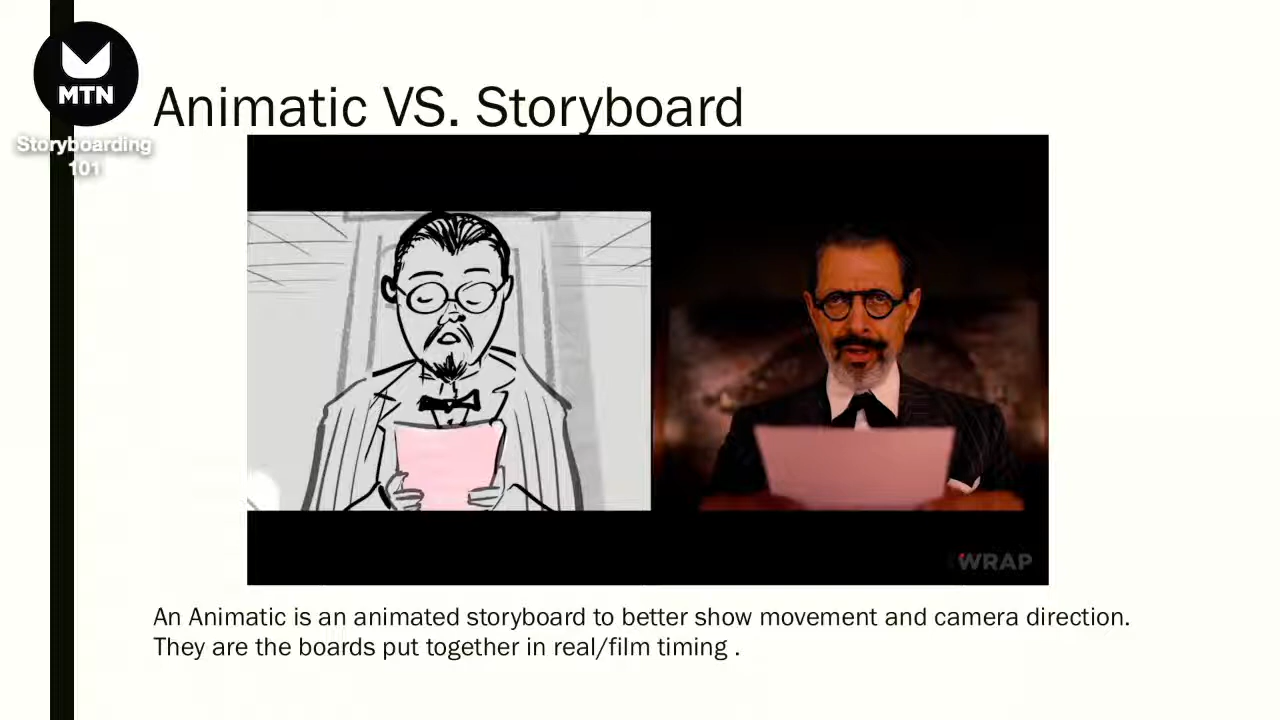 MTN
Storyboarding
101
Animatic VS. Storyboard
WRAP
An Animatic is an animated storyboard to better show movement and camera direction.
They are the boards put together in real/film timing .